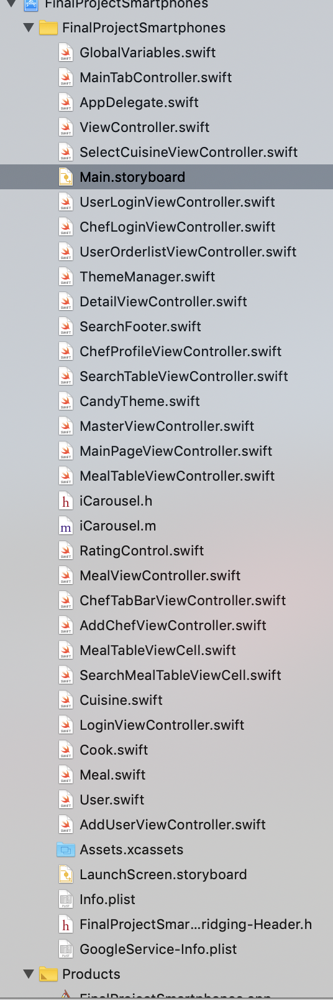 FinalProjectSmartphones
FinalProjectSmartphones
GlobalVariables.swift
MainTabController.swift
AppDelegate.swift
ViewController.swift
SelectCuisineViewController.swift
Main.storyboard
UserLoginViewController.swift
ChefLoginViewController.swift
UserOrderlistViewController.swift
ThemeManager.swift
DetailViewController.swift
SearchFooter.swift
ChefProfileViewController.swift
SearchTableViewController.swift
CandyTheme.swift
MasterViewController.swift
MainPageViewController.swift
MealTableViewController.swift
h iCarousel.h
m iCarousel.m
RatingControl.swift
MealViewController.swift
ChefTabBarViewController.swift
AddChefViewController.swift
MealTableViewCell.swift
SearchMealTableViewCell.swift
Cuisine.swift
LoginViewController.swift
Cook.swift
Meal.swift
User.swift
AddUserViewController.swift
Assets.xcassets
LaunchScreen.storyboard
Info.plist
h FinalProjectSmar...ridging-Header.h
GoogleService-Info.plist
Products
FinalProjectSmartphones.app